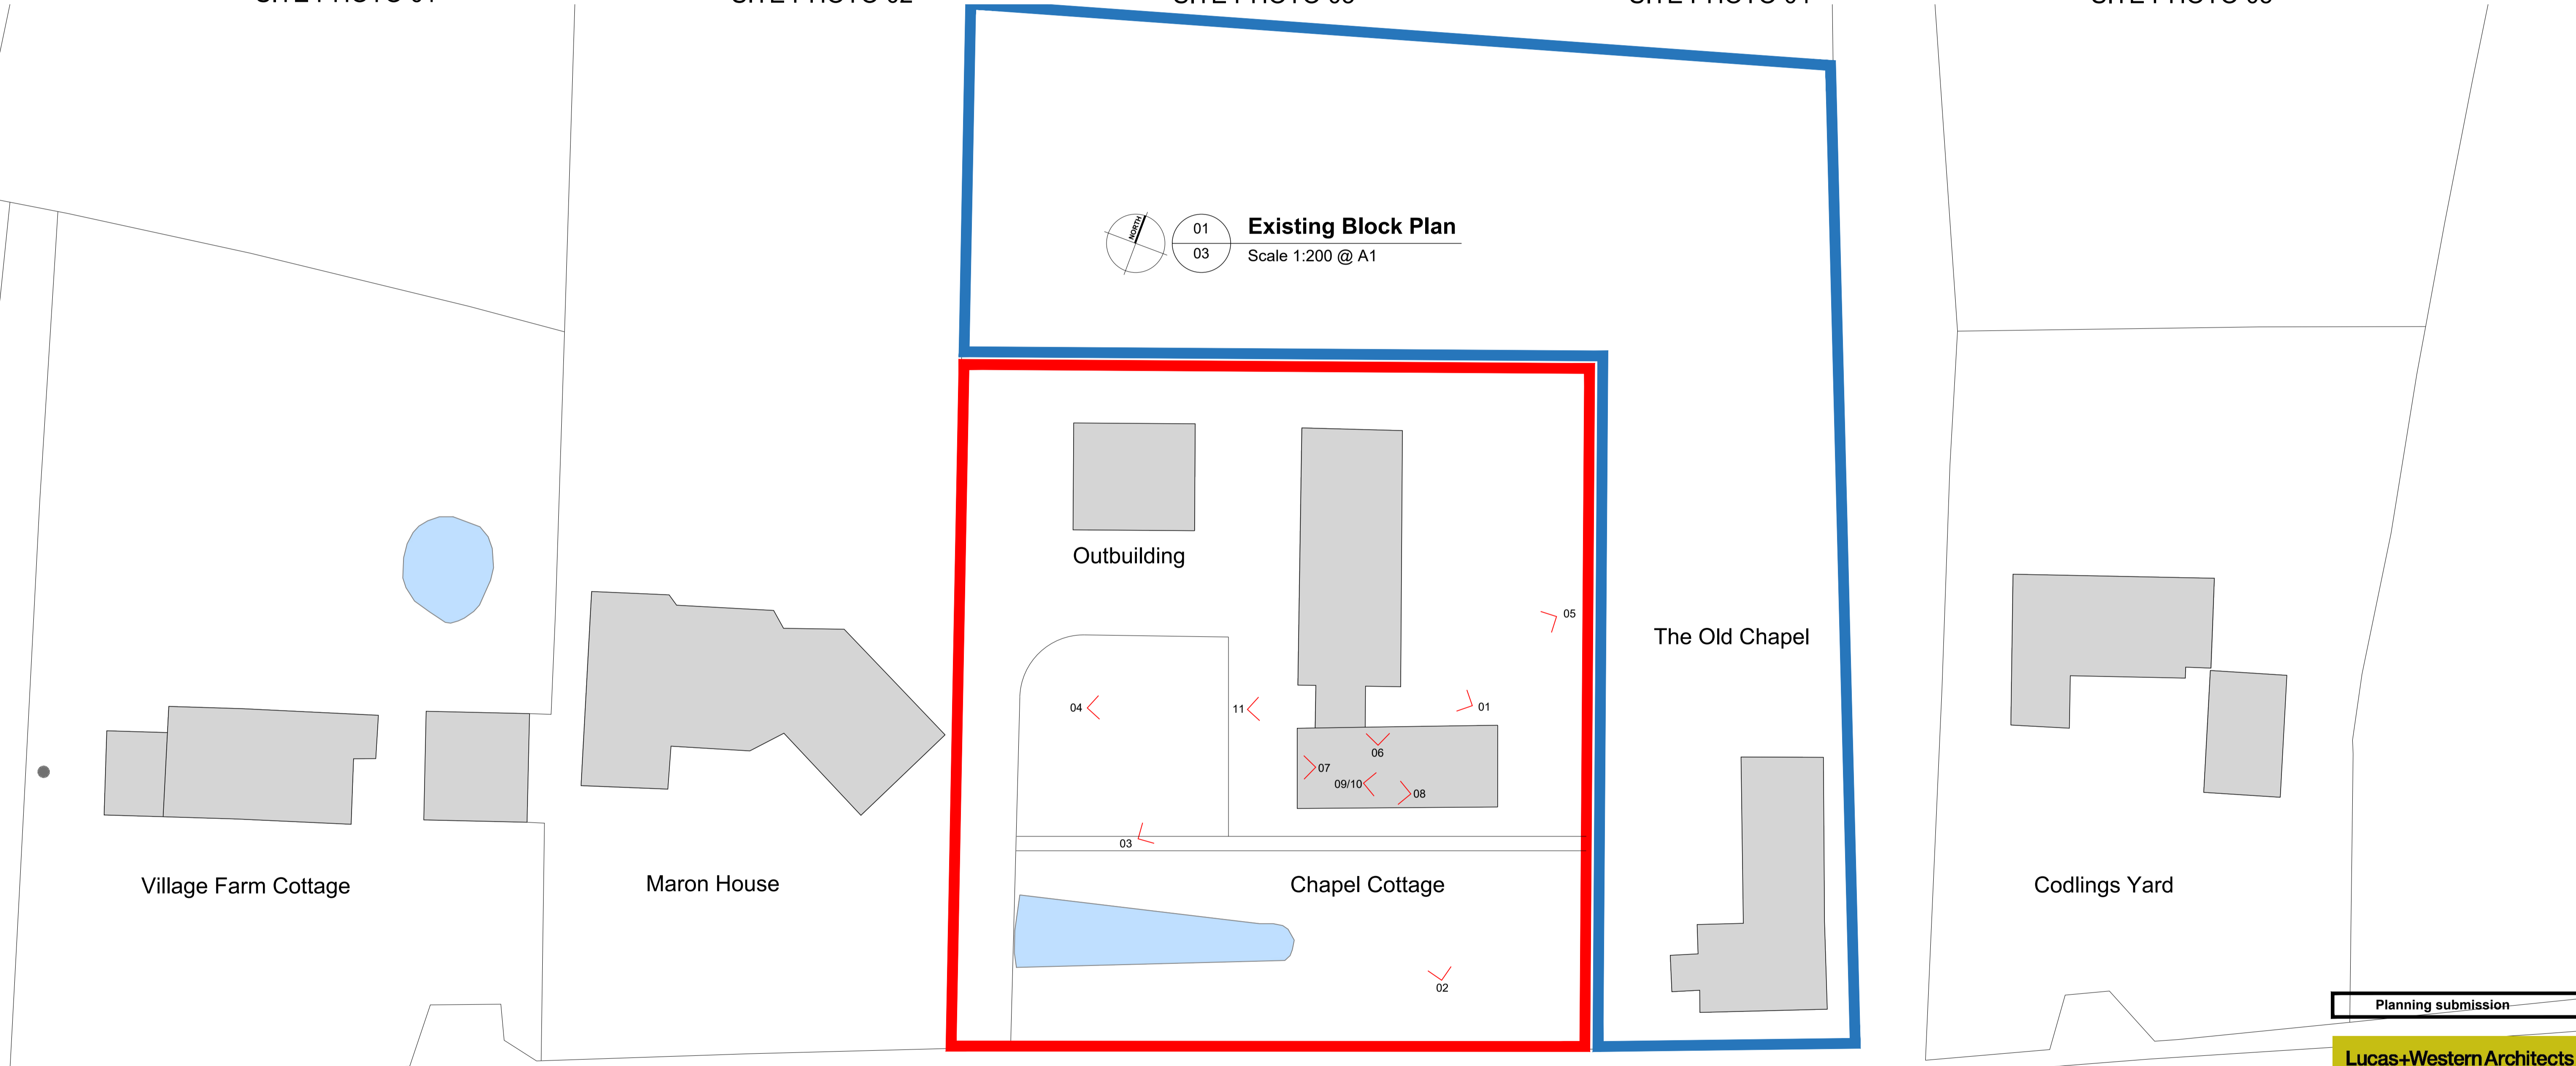 NORTH
01
03
Existing Block Plan
Scale 1:200 @ A1
Outbuilding
05
The Old Chapel
04
11
01
06
07
09/10
08
03
Village Farm Cottage
Maron House
Chapel Cottage
Codlings Yard
02
Planning submission
Lucas+Western Architects